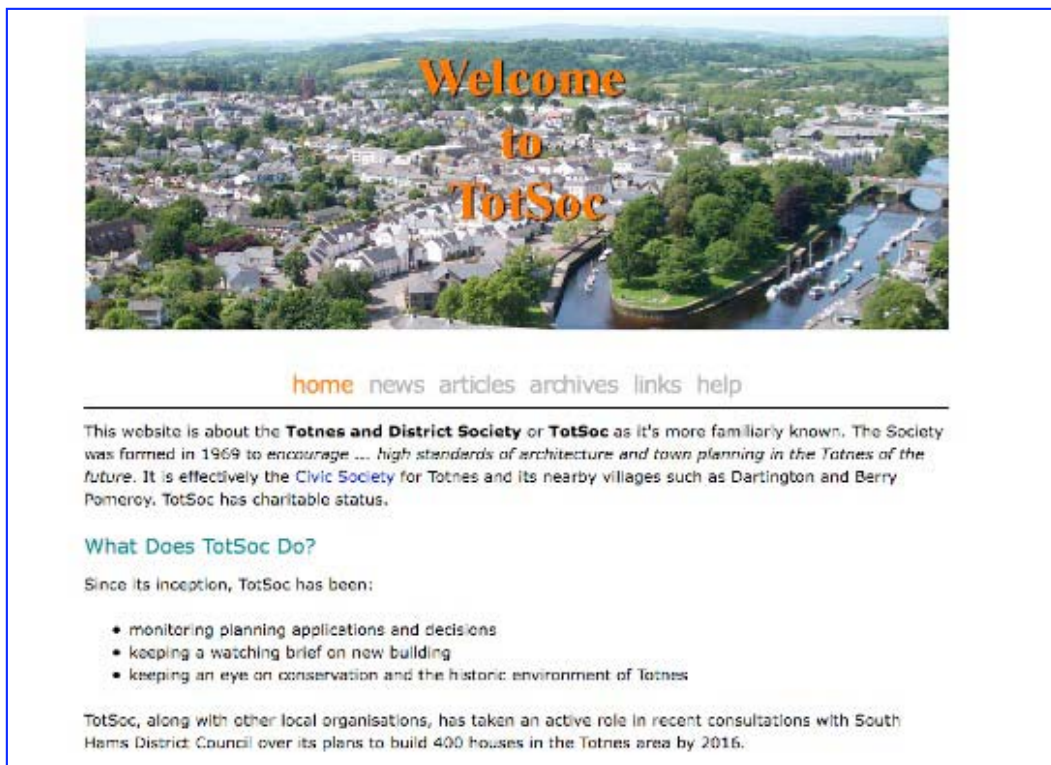 Welcome
to
TotSoc
home news articles archives links help
This website is about the Totnes and District Society or TotSoc as it's more familiarly known. The Society
was formed in 1969 to encourage ... high standards of architecture and town planning in the Totnes of the
future. It is effectively the Civic Society for Totnes and its nearby villages such as Dartington and Berry
Pomeroy. TotSoc has charitable status.
What Does TotSoc Do?
Since its inception, TotSoc has been:
• monitoring planning applications and decisions
• keeping a watching brief on new building
• keeping an eye on conservation and the historic environment of Totnes
TotSoc, along with other local organisations, has taken an active role in recent consultations with South
Hams District Council over its plans to build 400 houses in the Totnes area by 2016.